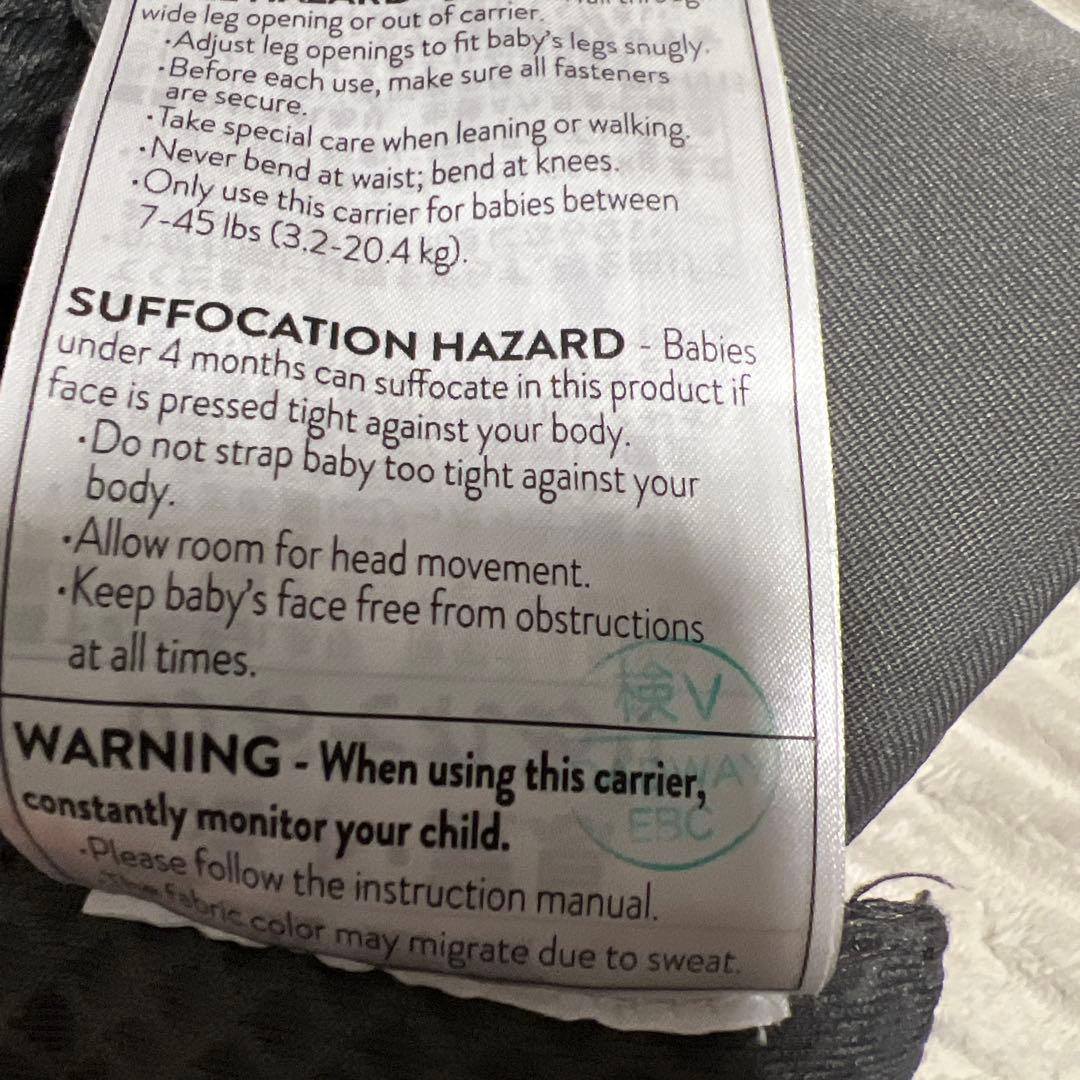 wide leg opening or out of carrier.
·Adjust leg openings to fit baby's legs snugly.
·Before each use, make sure all fasteners
are secure.
·Take special care when leaning or walking.
·Never bend at waist; bend at knees.
·Only use this carrier for babies between
7-45 lbs (3.2-20.4 kg).
SUFFOCATION HAZARD - Babies
under 4 months can suffocate in this product if
face is pressed tight against your body.
·Do not strap baby too tight against your
body.
·Allow room for head movement.
·Keep baby's face free from obstructions
at all times.
検V
EBC
WARNING - When using this carrier,
constantly monitor your child.
·Please follow the instruction manual.
·The fabric color may migrate due to sweat.